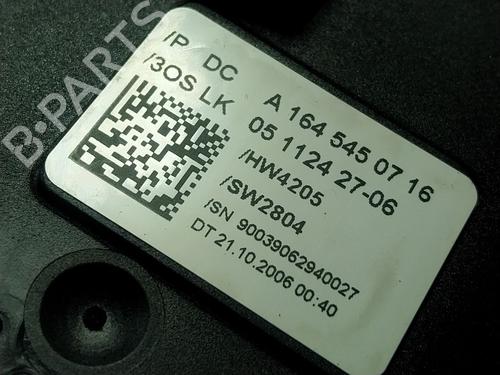 /P DC
/3OS LK
A 164 545 07 16
05 1124 27-06
/HW4205
/SW2804
/SN 90039062940027
DT 21.10.2006 00:40
B-PARTS